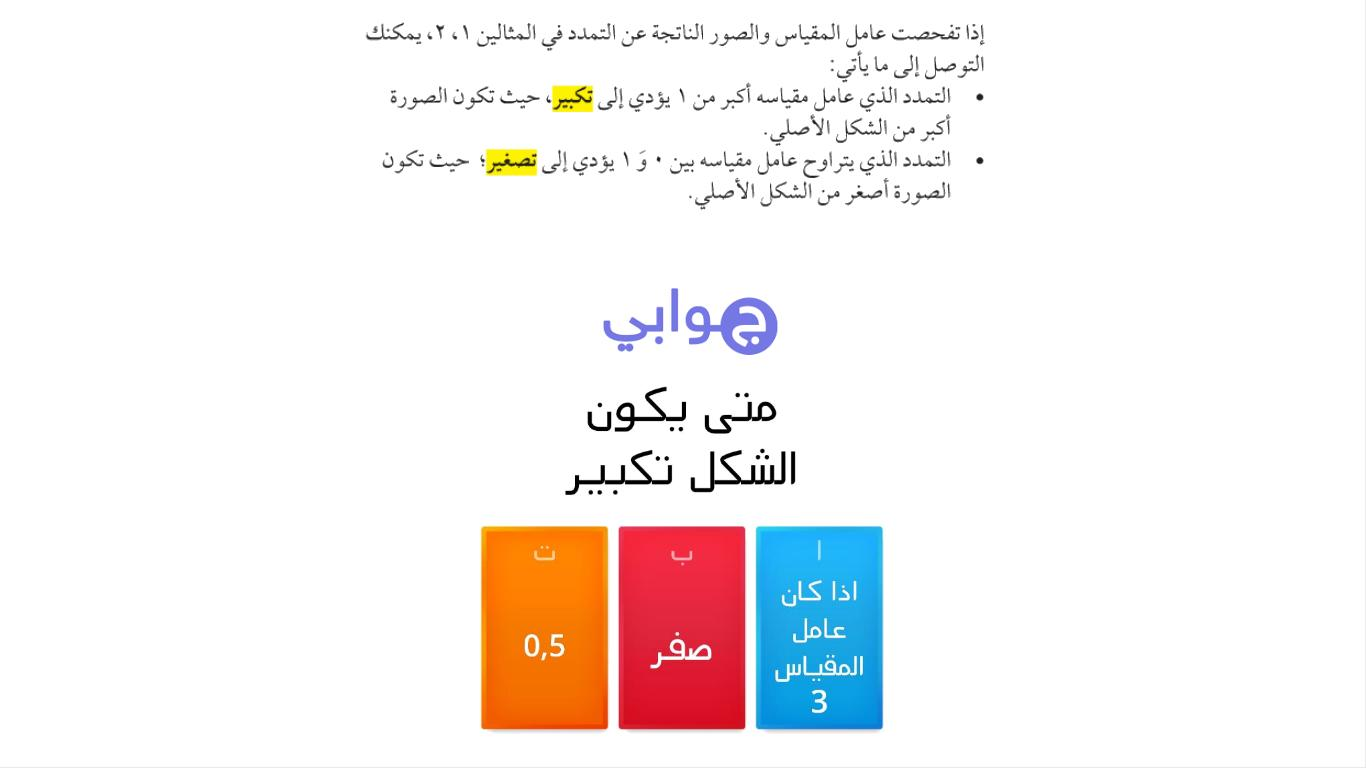 إذا تفحصت عامل المقياس والصور الناتجة عن التمدد في المثالين ١، ٢، يمكنك
التوصل إلى ما يأتي:
• التمدد الذي عامل مقياسه أكبر من ١ يؤدي إلى تكبير، حيث تكون الصورة
أكبر من الشكل الأصلي.
• التمدد الذي يتراوح عامل مقياسه بين ٠ وَ ١ يؤدي إلى تصغير؛ حيث تكون
الصورة أصغر من الشكل الأصلي.
جوابي
متى يكون
الشكل تكبير
ا
اذا كان
عامل
المقياس
3
ب
صفر
ت
0,5